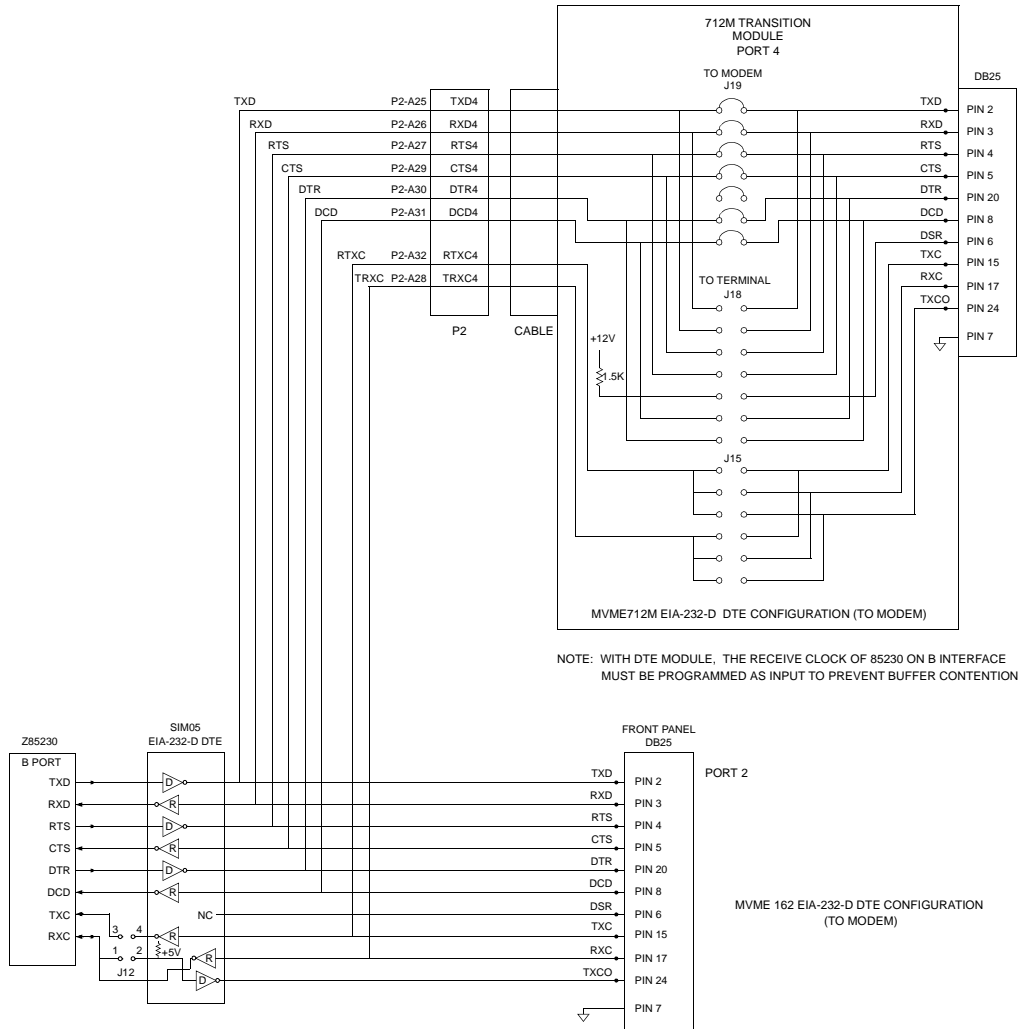 712M TRANSITION
MODULE
PORT 4
TO MODEM
J19
DB25
TXD P2-A25 TXD4 TXD PIN 2
RXD P2-A26 RXD4 RXD PIN 3
RTS P2-A27 RTS4 RTS PIN 4
CTS P2-A29 CTS4 CTS PIN 5
DTR P2-A30 DTR4 DTR PIN 20
DCD P2-A31 DCD4 DCD PIN 8
DSR PIN 6
RTXC P2-A32 RTXC4 TXC PIN 15
TRXC P2-A28 TRXC4 RXC PIN 17
TO TERMINAL
J18
TXCO PIN 24
P2 CABLE
+12V
PIN 7
1.5K
J15
MVME712M EIA-232-D DTE CONFIGURATION (TO MODEM)
NOTE: WITH DTE MODULE, THE RECEIVE CLOCK OF 85230 ON B INTERFACE
MUST BE PROGRAMMED AS INPUT TO PREVENT BUFFER CONTENTION
Z85230
B PORT
SIM05
EIA-232-D DTE
FRONT PANEL
DB25
PORT 2
TXD D TXD PIN 2
RXD R RXD PIN 3
RTS D RTS PIN 4
CTS R CTS PIN 5
DTR D DTR PIN 20
DCD R DCD PIN 8
TXC NC DSR PIN 6
RXC 3 4 R TXC PIN 15
1 2 +5V R RXC PIN 17
J12 D TXCO PIN 24
PIN 7
MVME 162 EIA-232-D DTE CONFIGURATION
(TO MODEM)